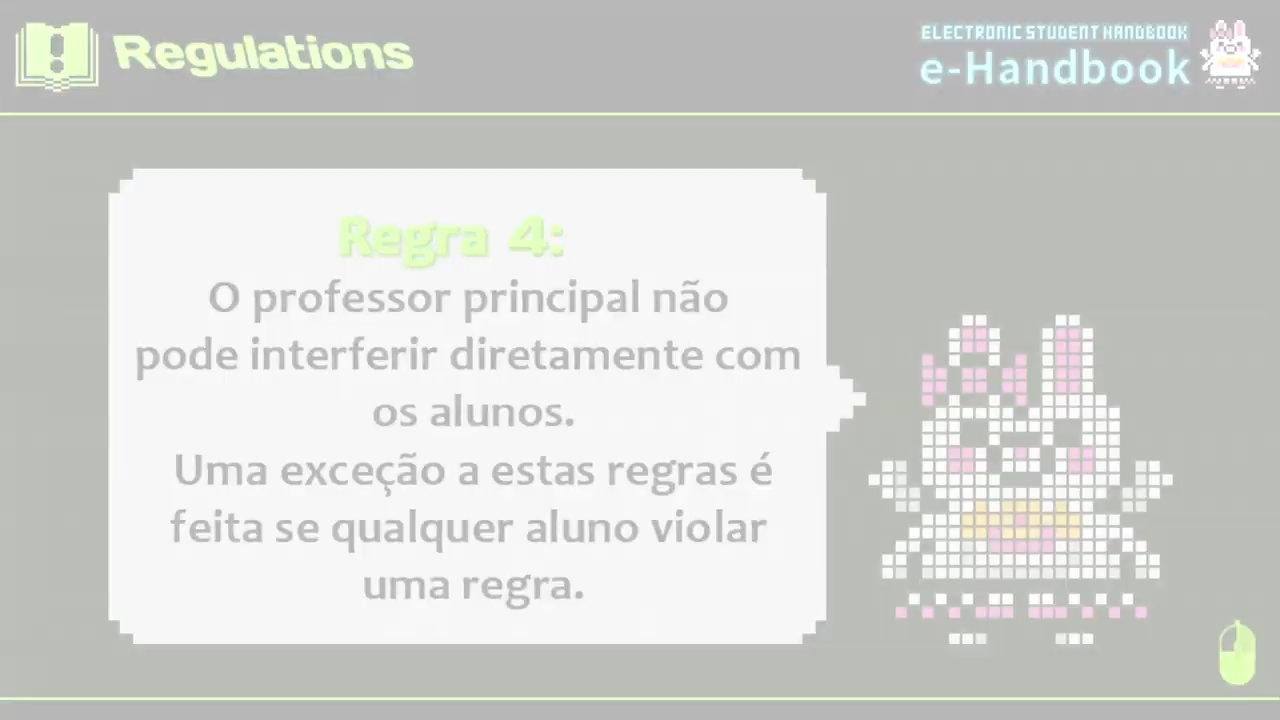 Regulations
ELECTRONIC STUDENT HANDBOOK
e-Handbook
Regra 4:
O professor principal não
pode interferir diretamente com
os alunos.
Uma exceção a estas regras é
feita se qualquer aluno violar
uma regra.